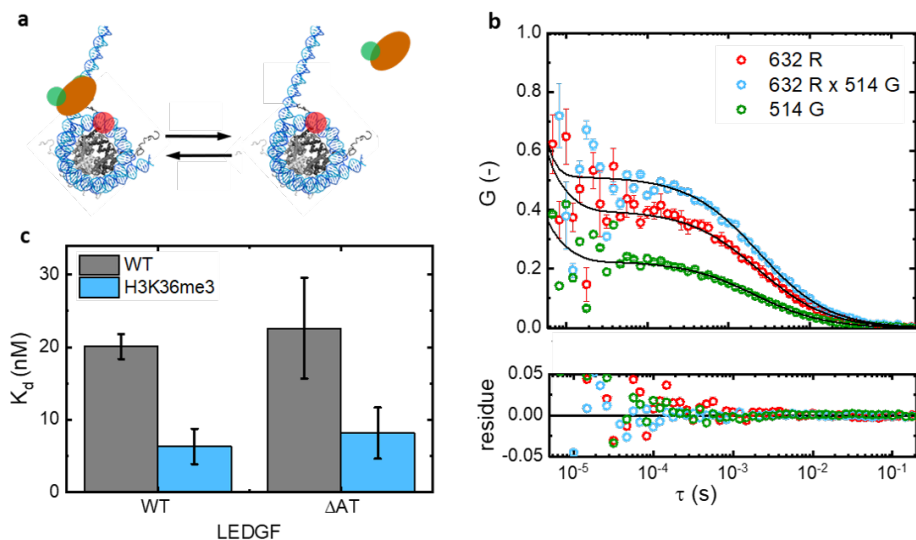 a
b
1.0
0.8
0.6
0.4
0.2
0.0
G (-)
632 R
632 R x 514 G
514 G
0.05
0.00
-0.05
residue
10-5
10-4
10-3
10-2
10-1
τ (s)
c
30
20
10
0
Kd (nM)
WT
H3K36me3
WT
ΔAT
LEDGF